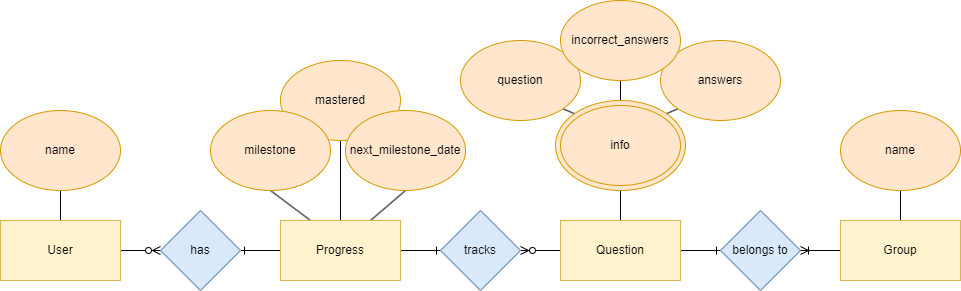 incorrect_answers
question
answers
mastered
name
milestone
next_milestone_date
info
name
User
has
Progress
tracks
Question
belongs to
Group